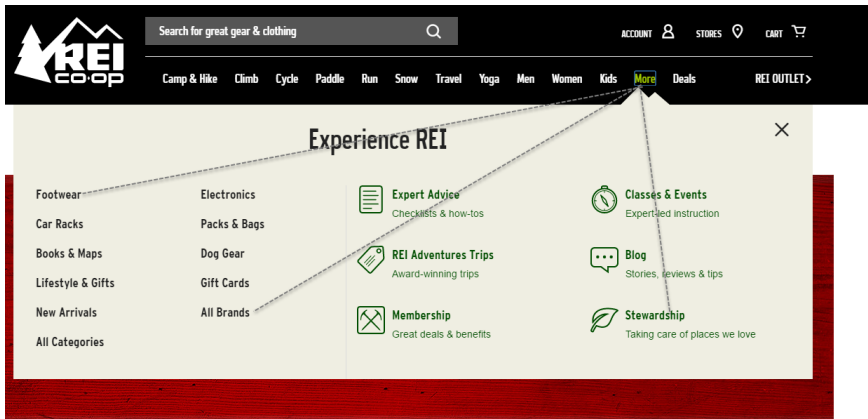 Search for great gear & clothing
ACCOUNT
STORES
CART
REI
CO·OP
Camp & Hike Climb Cycle Paddle Run Snow Travel Yoga Men Women Kids More Deals REI OUTLET
Experience REI
Footwear
Car Racks
Books & Maps
Lifestyle & Gifts
New Arrivals
All Categories
Electronics
Packs & Bags
Dog Gear
Gift Cards
All Brands
Expert Advice
Checklists & how-tos
REI Adventures Trips
Award-winning trips
Membership
Great deals & benefits
Classes & Events
Expert-led instruction
Blog
Stories, reviews & tips
Stewardship
Taking care of places we love